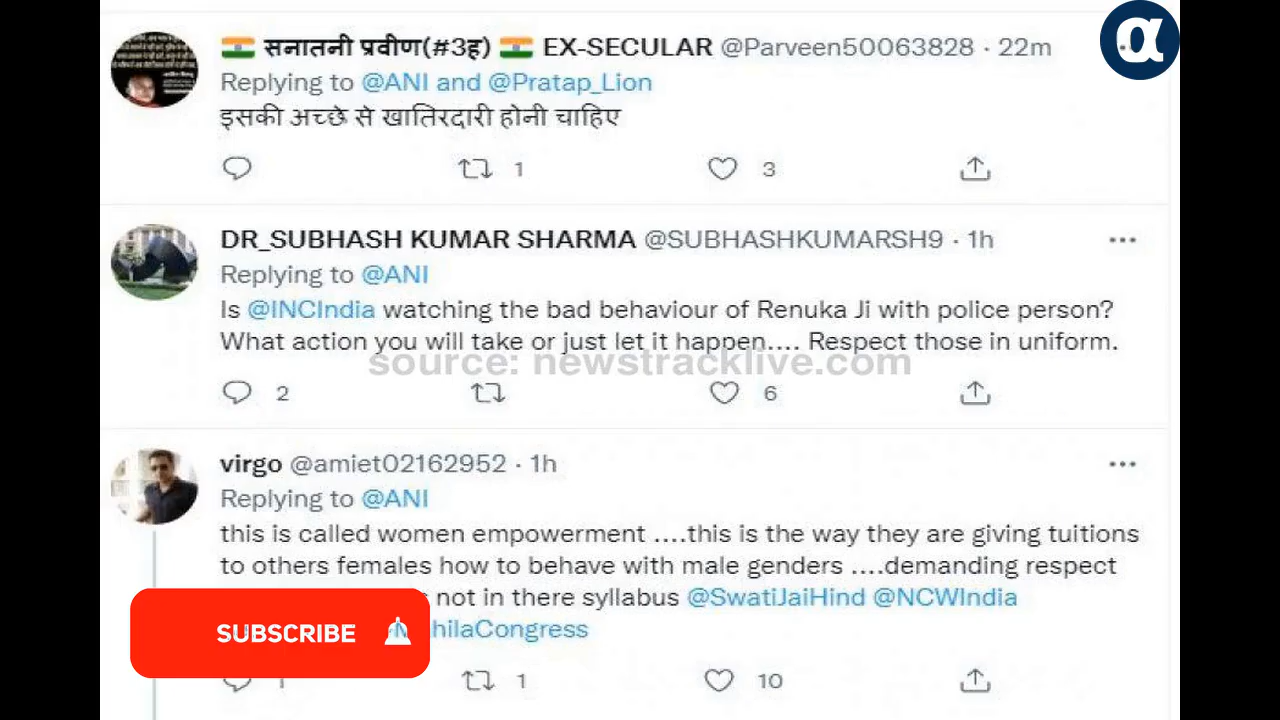 सनातनी प्रवीण(#3ह) EX-SECULAR @Parveen50063828 · 22m
Replying to @ANI and @Pratap_Lion
इसकी अच्छे से खातिरदारी होनी चाहिए
1 3
DR_SUBHASH KUMAR SHARMA @SUBHASHKUMARSH9 · 1h
Replying to @ANI
Is @INCIndia watching the bad behaviour of Renuka Ji with police person?
What action you will take or just let it happen.... Respect those in uniform.
source: newstracklive.com
2 6
virgo @amiet02162952 · 1h
Replying to @ANI
this is called women empowerment ....this is the way they are giving tuitions
to others females how to behave with male genders ....demanding respect
not in there syllabus @SwatiJaiHind @NCWIndia
SUBSCRIBE hilaCongress
1 1 10
α